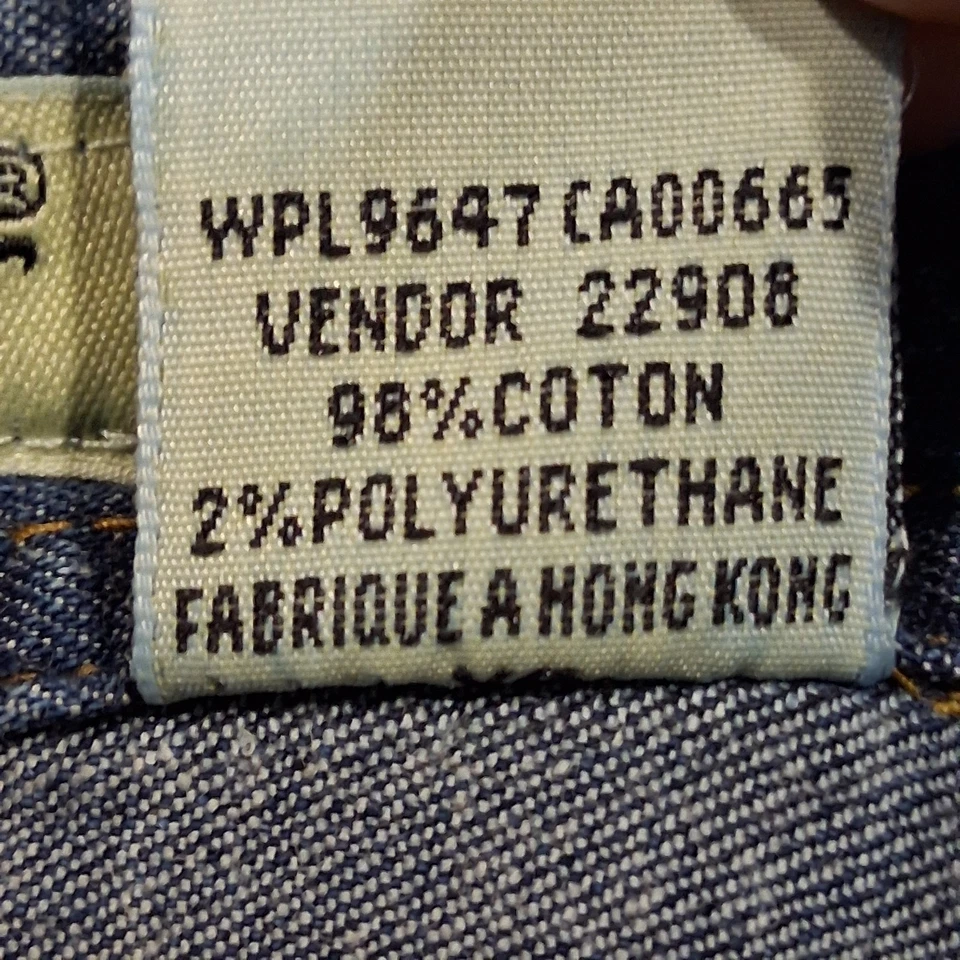 WPL9647 CA00665
VENDOR 22908
98%COTON
2%POLYURETHANE
FABRIQUE A HONG KONG
®